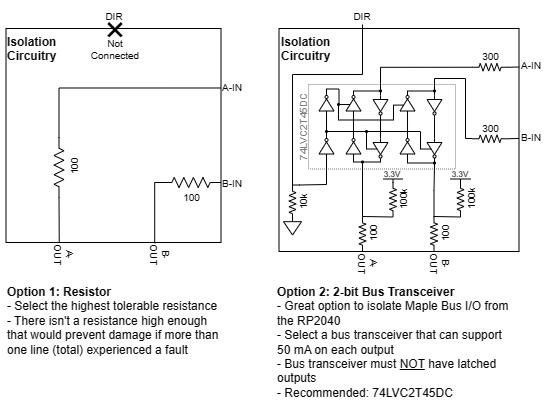 DIR
DIR
Isolation
Circuitry
Not
Connected
Isolation
Circuitry
A-IN
B-IN
100
100
A-
OUT
B-
OUT
300
A-IN
300
B-IN
74LVC2T45DC
10k
3.3V
100k
3.3V
100k
100
100
A-
OUT
B-
OUT
Option 1: Resistor
- Select the highest tolerable resistance
- There isn't a resistance high enough
that would prevent damage if more than
one line (total) experienced a fault
Option 2: 2-bit Bus Transceiver
- Great option to isolate Maple Bus I/O from
the RP2040
- Select a bus transceiver that can support
50 mA on each output
- Bus transceiver must NOT have latched
outputs
- Recommended: 74LVC2T45DC